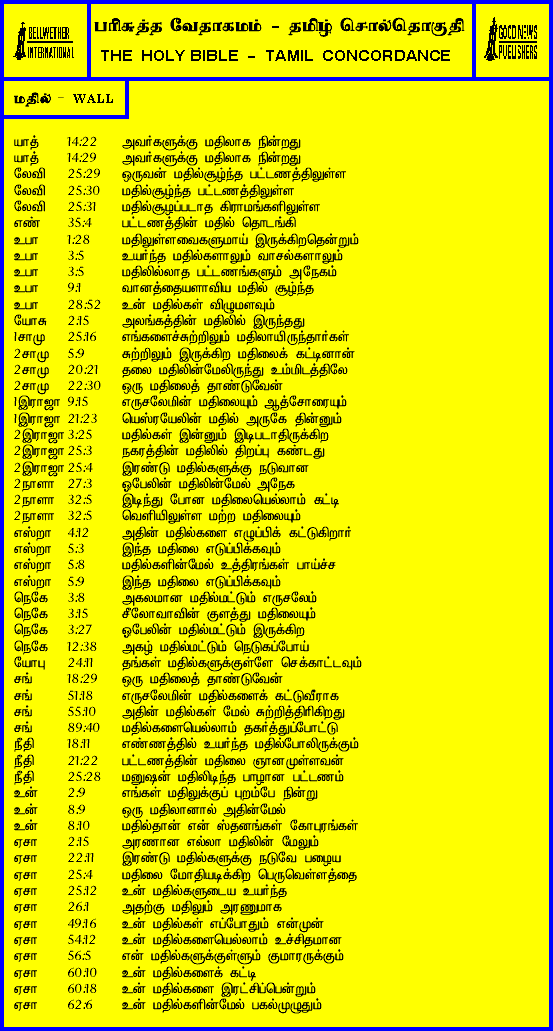 BELLWETHER
INTERNATIONAL
பரிசுத்த வேதாகமம் - தமிழ் சொல்தொகுதி
THE HOLY BIBLE - TAMIL CONCORDANCE
GOOD NEWS
PUBLISHERS
மதில் - WALL
யாத் 14:22 அவர்களுக்கு மதிலாக நின்றது
யாத் 14:29 அவர்களுக்கு மதிலாக நின்றது
லேவி 25:29 ஒருவன் மதில்சூழ்ந்த பட்டணத்திலுள்ள
லேவி 25:30 மதில்சூழ்ந்த பட்டணத்திலுள்ள
லேவி 25:31 மதில்சூழப்படாத கிராமங்களிலுள்ள
எண் 35:4 பட்டணத்தின் மதில் தொடங்கி
உபா 1:28 மதிலுள்ளவைகளுமாய் இருக்கிறதென்றும்
உபா 3:5 உயர்ந்த மதில்களாலும் வாசல்களாலும்
உபா 3:5 மதிலில்லாத பட்டணங்களும் அநேகம்
உபா 9:1 வானத்தையளாவிய மதில் சூழ்ந்த
உபா 28:52 உன் மதில்கள் விழுமளவும்
யோசு 2:15 அலங்கத்தின் மதிலில் இருந்தது
1சாமு 25:16 எங்களைச்சுற்றிலும் மதிலாயிருந்தார்கள்
2சாமு 5:9 சுற்றிலும் இருக்கிற மதிலைக் கட்டினான்
2சாமு 20:21 தலை மதிலின்மேலிருந்து உம்மிடத்திலே
2சாமு 22:30 ஒரு மதிலைத் தாண்டுவேன்
1இராஜா 9:15 எருசலேமின் மதிலையும் ஆத்சோரையும்
1இராஜா 21:23 யெஸ்ரயேலின் மதில் அருகே தின்னும்
2இராஜா 3:25 மதில்கள் இன்னும் இடிபடாதிருக்கிற
2இராஜா 25:3 நகரத்தின் மதிலில் திறப்பு கண்டது
2இராஜா 25:4 இரண்டு மதில்களுக்கு நடுவான
2நாளா 27:3 ஒபேலின் மதிலின்மேல் அநேக
2நாளா 32:5 இடிந்து போன மதிலையெல்லாம் கட்டி
2நாளா 32:5 வெளியிலுள்ள மற்ற மதிலையும்
எஸ்றா 4:12 அதின் மதில்களை எழுப்பிக் கட்டுகிறார்
எஸ்றா 5:3 இந்த மதிலை எடுப்பிக்கவும்
எஸ்றா 5:8 மதில்களின்மேல் உத்திரங்கள் பாய்ச்ச
எஸ்றா 5:9 இந்த மதிலை எடுப்பிக்கவும்
நெகே 3:8 அகலமான மதில்மட்டும் எருசலேம்
நெகே 3:15 சீலோவாவின் குளத்து மதிலையும்
நெகே 3:27 ஓபேலின் மதில்மட்டும் இருக்கிற
நெகே 12:38 அகழ் மதில்மட்டும் நெடுகப்போய்
யோபு 24:11 தங்கள் மதில்களுக்குள்ளே செக்காட்டவும்
சங் 18:29 ஒரு மதிலைத் தாண்டுவேன்
சங் 51:18 எருசலேமின் மதில்களைக் கட்டுவீராக
சங் 55:10 அதின் மதில்கள் மேல் சுற்றித்திரிகிறது
சங் 89:40 மதில்களையெல்லாம் தகர்த்துப்போட்டு
நீதி 18:11 எண்ணத்தில் உயர்ந்த மதில்போலிருக்கும்
நீதி 21:22 பட்டணத்தின் மதிலை ஞானமுள்ளவன்
நீதி 25:28 மனுஷன் மதிலிடிந்த பாழான பட்டணம்
உன் 2:9 எங்கள் மதிலுக்குப் புறம்பே நின்று
உன் 8:9 ஒரு மதிலானால் அதின்மேல்
உன் 8:10 மதில்தான் என் ஸ்தனங்கள் கோபுரங்கள்
ஏசா 2:15 அரணான எல்லா மதிலின் மேலும்
ஏசா 22:11 இரண்டு மதில்களுக்கு நடுவே பழைய
ஏசா 25:4 மதிலை மோதியடிக்கிற பெருவெள்ளத்தை
ஏசா 25:12 உன் மதில்களுடைய உயர்ந்த
ஏசா 26:1 அதற்கு மதிலும் அரணுமாக
ஏசா 49:16 உன் மதில்கள் எப்போதும் என்முன்
ஏசா 54:12 உன் மதில்களையெல்லாம் உச்சிதமான
ஏசா 56:5 என் மதில்களுக்குள்ளும் குமாரருக்கும்
ஏசா 60:10 உன் மதில்களைக் கட்டி
ஏசா 60:18 உன் மதில்களை இரட்சிப்பென்றும்
ஏசா 62:6 உன் மதில்களின்மேல் பகல்முழுதும்